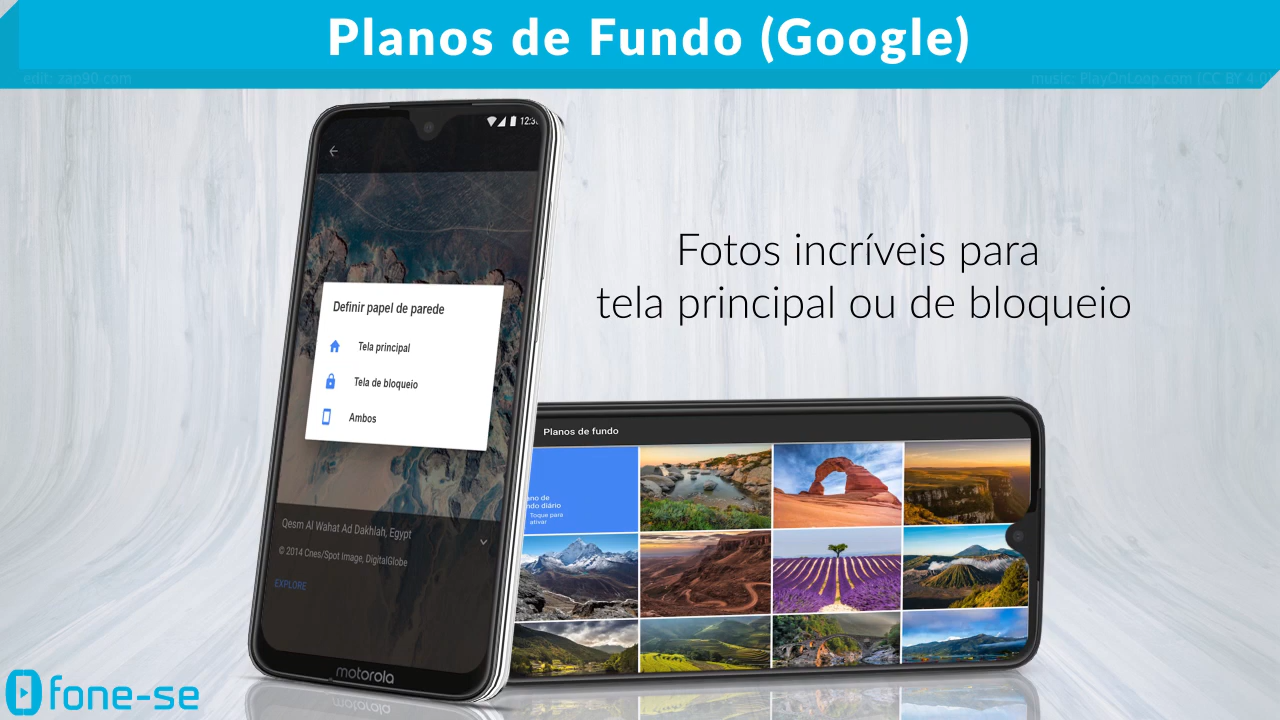 Planos de Fundo (Google)
edit: xap90.com
music: PlayOnLoop.com (CC BY 4.0)
12:3
Fotos incríveis para
tela principal ou de bloqueio
Definir papel de parede
Tela principal
Tela de bloqueio
Ambos
Qesm Al Wahat Ad Dakhlah, Egypt
© 2014 Cnes/Spot Image, DigitalGlobe
EXPLORE
motorola
Planos de fundo
ano de
ndo diário
Toque para
ativar
fone-se